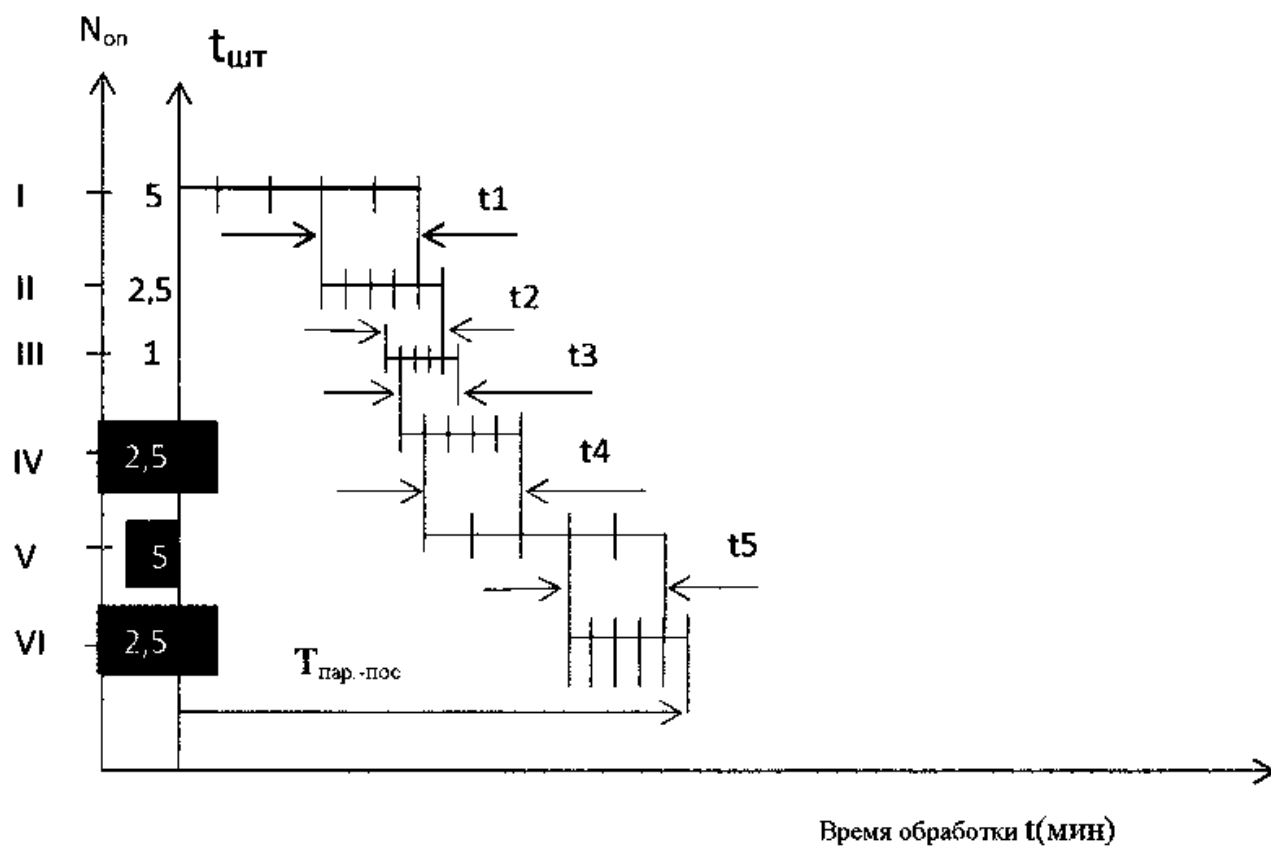 Nоп tшт
I 5 t1
II 2,5 t2
III 1 t3
IV 2,5 t4
V 5 t5
VI 2,5
Tпар.-пос
Время обработки t(мин)